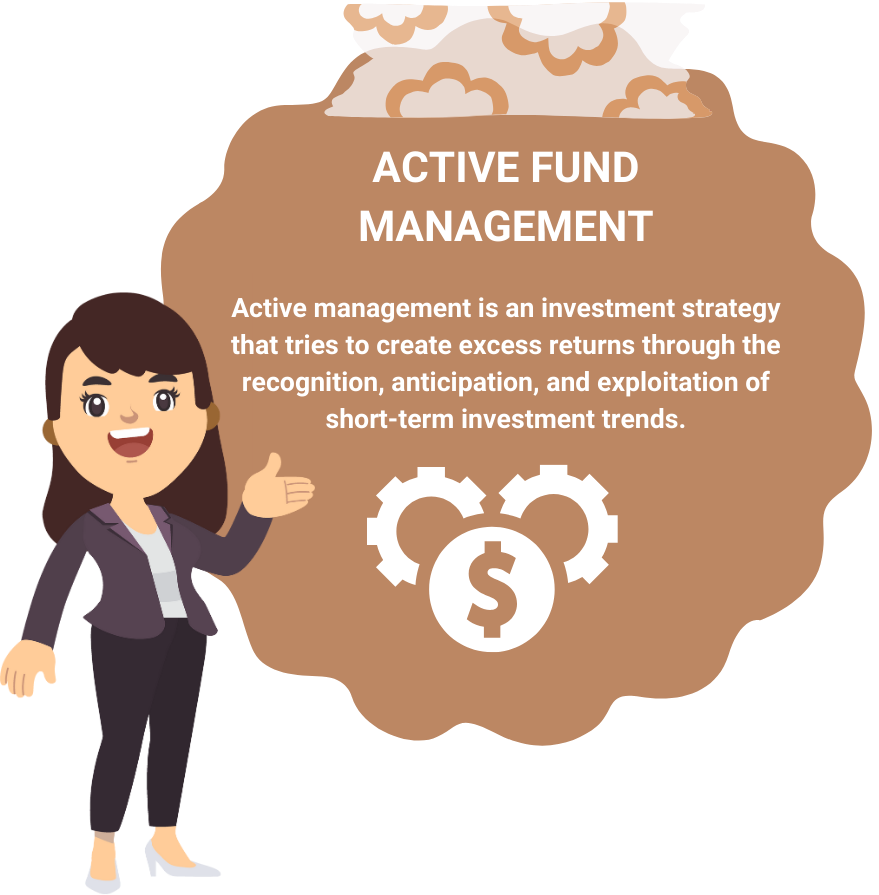 ACTIVE FUND
MANAGEMENT
Active management is an investment strategy
that tries to create excess returns through the
recognition, anticipation, and exploitation of
short-term investment trends.
$